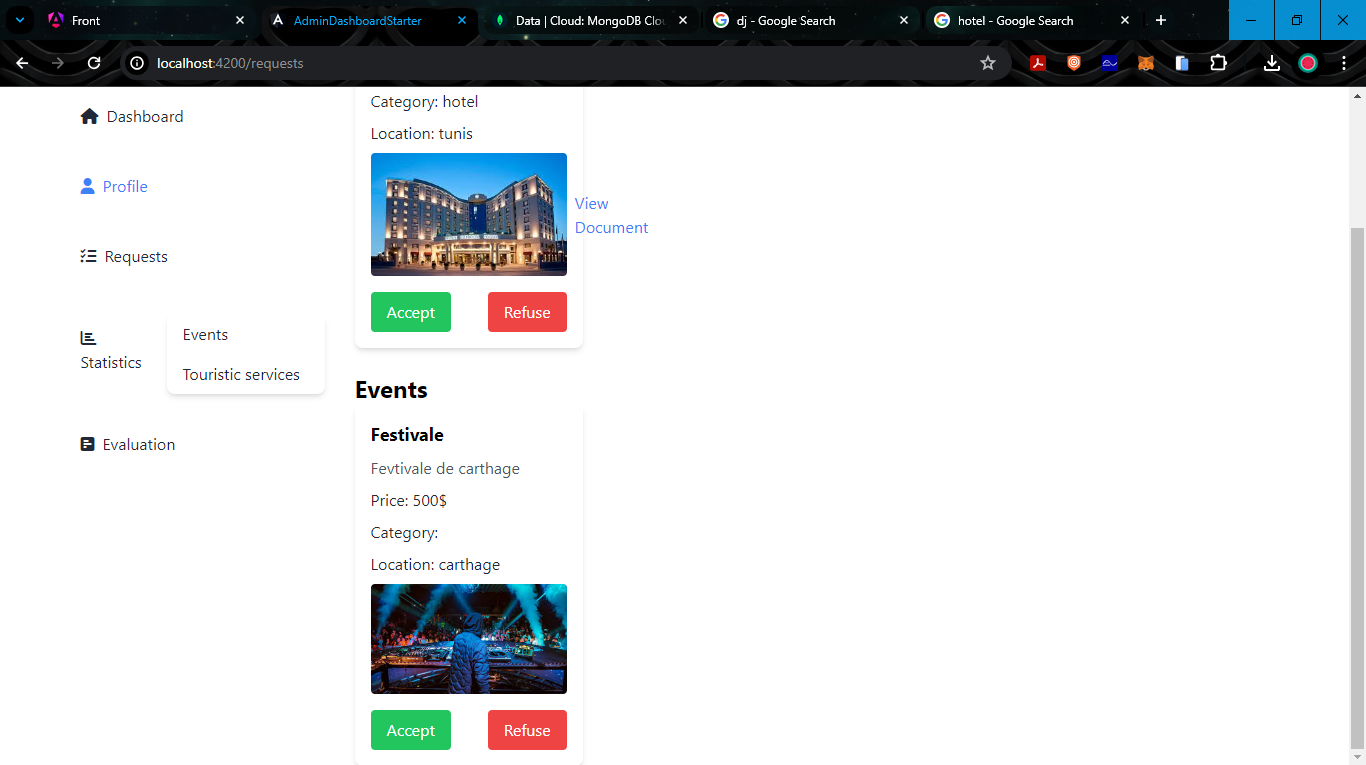 Front
AdminDashboardStarter
Data | Cloud: MongoDB Clou
dj - Google Search
hotel - Google Search
localhost:4200/requests
Dashboard
Profile
Requests
Statistics
Events
Touristic services
Evaluation
Category: hotel
Location: tunis
View
Document
Accept
Refuse
Events
Festivale
Fevtivale de carthage
Price: 500$
Category:
Location: carthage
Accept
Refuse